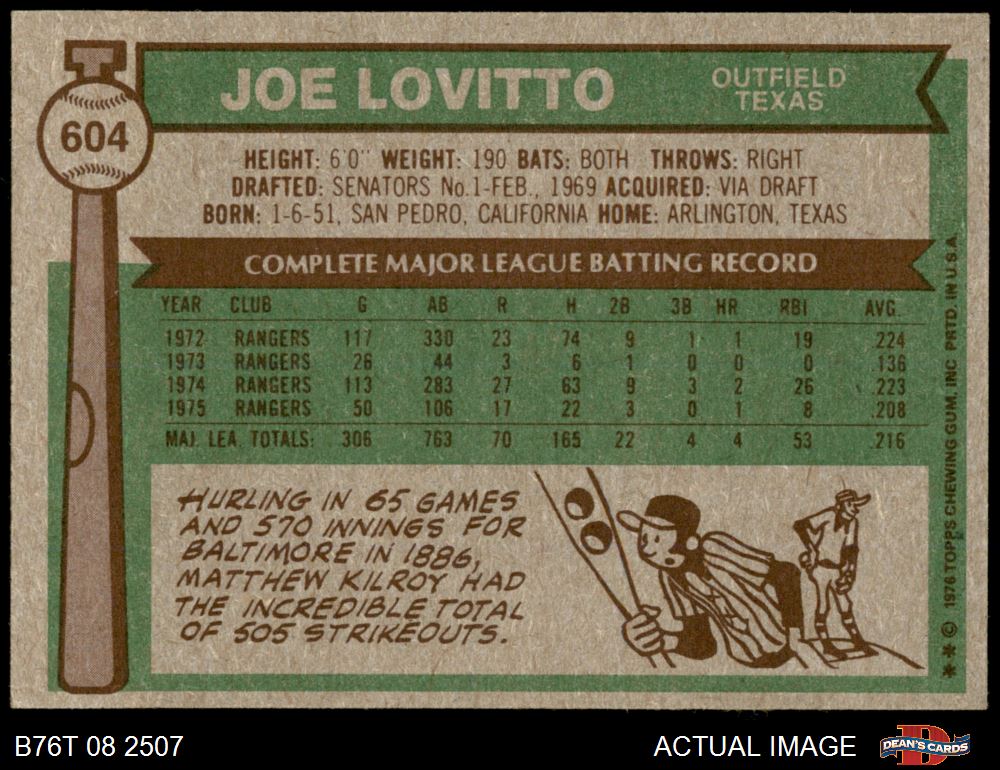 604
JOE LOVITTO
OUTFIELD
TEXAS
HEIGHT: 6'0" WEIGHT: 190 BATS: BOTH THROWS: RIGHT
DRAFTED: SENATORS No.1-FEB., 1969 ACQUIRED: VIA DRAFT
BORN: 1-6-51, SAN PEDRO, CALIFORNIA HOME: ARLINGTON, TEXAS
COMPLETE MAJOR LEAGUE BATTING RECORD
YEAR CLUB G AB R H 2B 3B HR RBI AVG.
1972 RANGERS 117 330 23 74 9 1 1 19 .224
1973 RANGERS 26 44 3 6 1 0 0 0 .136
1974 RANGERS 113 283 27 63 9 3 2 26 .223
1975 RANGERS 50 106 17 22 3 0 1 8 .208
MAJ. LEA. TOTALS: 306 763 70 165 22 4 4 53 .216
HURLING IN 65 GAMES
AND 570 INNINGS FOR
BALTIMORE IN 1886,
MATTHEW KILROY HAD
THE INCREDIBLE TOTAL
OF 505 STRIKEOUTS.
** © 1976 TOPPS CHEWING GUM, INC PRTD. IN U.S.A.
B76T 08 2507
ACTUAL IMAGE
D
DEAN'S CARDS